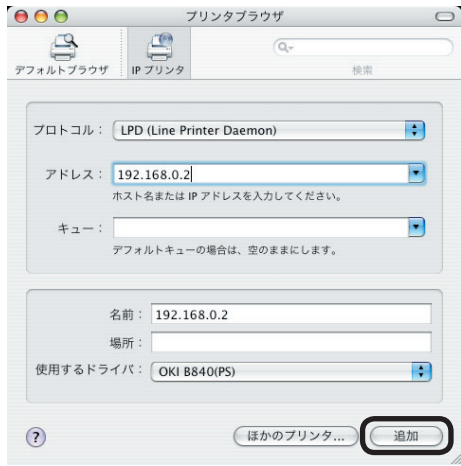 プリンタブラウザ
デフォルトブラウザ IP プリンタ 検索
プロトコル： LPD (Line Printer Daemon)
アドレス： 192.168.0.2
ホスト名または IP アドレスを入力してください。
キュー：
デフォルトキューの場合は、空のままにします。
名前： 192.168.0.2
場所：
使用するドライバ： OKI B840(PS)
? ほかのプリンタ... 追加